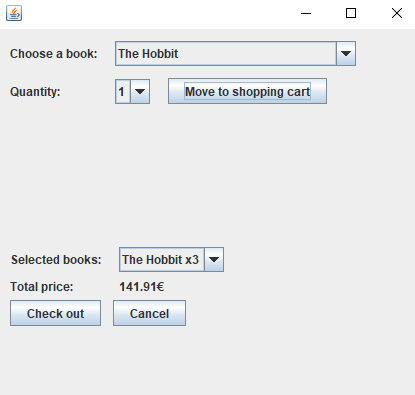 Choose a book: The Hobbit
Quantity: 1 Move to shopping cart
Selected books: The Hobbit x3
Total price: 141.91€
Check out Cancel